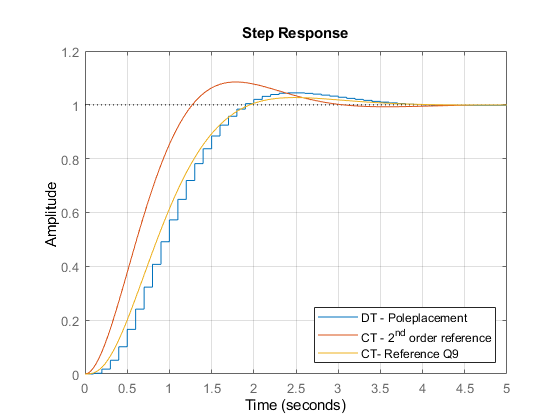 Step Response
Amplitude
1.2
1
0.8
0.6
0.4
0.2
0
0 0.5 1 1.5 2 2.5 3 3.5 4 4.5 5
Time (seconds)
DT - Poleplacement
CT - 2nd order reference
CT- Reference Q9